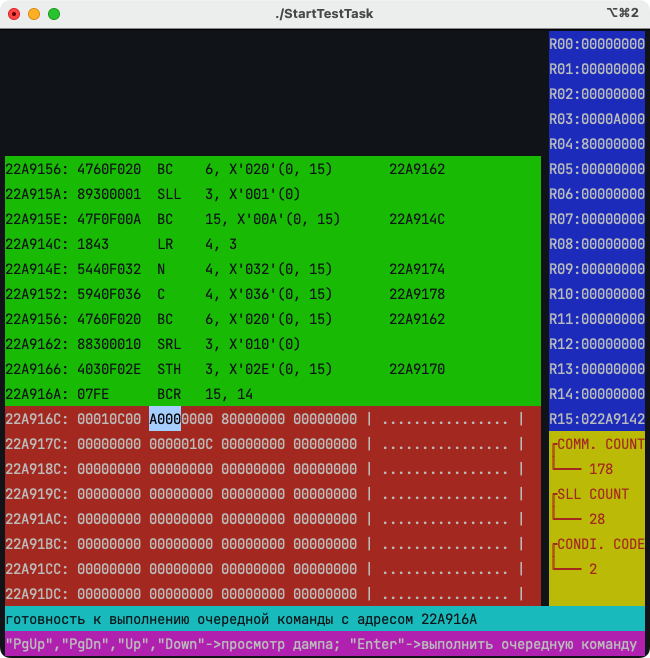 ./StartTestTask
⌥⌘2
R00:00000000
R01:00000000
R02:00000000
R03:0000A000
R04:80000000
22A9156: 4760F020 BC 6, X'020'(0, 15) 22A9162
R05:00000000
22A915A: 89300001 SLL 3, X'001'(0)
R06:00000000
22A915E: 47F0F00A BC 15, X'00A'(0, 15) 22A914C
R07:00000000
22A914C: 1843 LR 4, 3
R08:00000000
22A914E: 5440F032 N 4, X'032'(0, 15) 22A9174
R09:00000000
22A9152: 5940F036 C 4, X'036'(0, 15) 22A9178
R10:00000000
22A9156: 4760F020 BC 6, X'020'(0, 15) 22A9162
R11:00000000
22A9162: 88300010 SRL 3, X'010'(0)
R12:00000000
22A9166: 4030F02E STH 3, X'02E'(0, 15) 22A9170
R13:00000000
22A916A: 07FE BCR 15, 14
R14:00000000
22A916C: 00010C00 A0000000 80000000 00000000 | ................ |
R15:022A9142
22A917C: 00000000 0000010C 00000000 00000000 | ................ |
COMM. COUNT
22A918C: 00000000 00000000 00000000 00000000 | ................ |
178
22A919C: 00000000 00000000 00000000 00000000 | ................ |
SLL COUNT
22A91AC: 00000000 00000000 00000000 00000000 | ................ |
28
22A91BC: 00000000 00000000 00000000 00000000 | ................ |
CONDI. CODE
22A91CC: 00000000 00000000 00000000 00000000 | ................ |
2
22A91DC: 00000000 00000000 00000000 00000000 | ................ |
готовность к выполнению очередной команды с адресом 22A916A
"PgUp","PgDn","Up","Down"->просмотр дампа; "Enter"->выполнить очередную команду